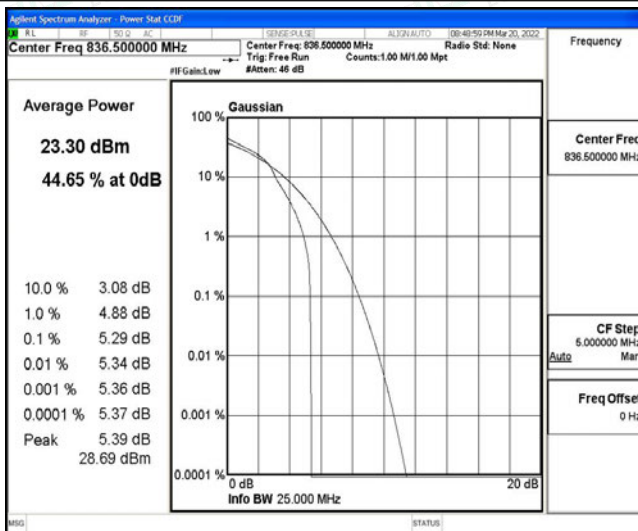 Agilent Spectrum Analyzer - Power Stat CCDF
RL RF 50 Ω AC SENSE:PULSE ALIGN AUTO 08:48:59 PM Mar 20, 2022
Center Freq 836.500000 MHz
Center Freq: 836.500000 MHz Radio Std: None
Trig: Free Run Counts:1.00 M/1.00 Mpt
#IFGain:Low #Atten: 46 dB
Frequency
Average Power
23.30 dBm
44.65 % at 0dB
10.0 % 3.08 dB
1.0 % 4.88 dB
0.1 % 5.29 dB
0.01 % 5.34 dB
0.001 % 5.36 dB
0.0001 % 5.37 dB
Peak 5.39 dB
28.69 dBm
Gaussian
100 %
10 %
1 %
0.1 %
0.01 %
0.001 %
0.0001 %
0 dB 20 dB
Info BW 25.000 MHz
Center Freq
836.500000 MHz
CF Step
5.000000 MHz
Auto Man
Freq Offset
0 Hz
MSG STATUS